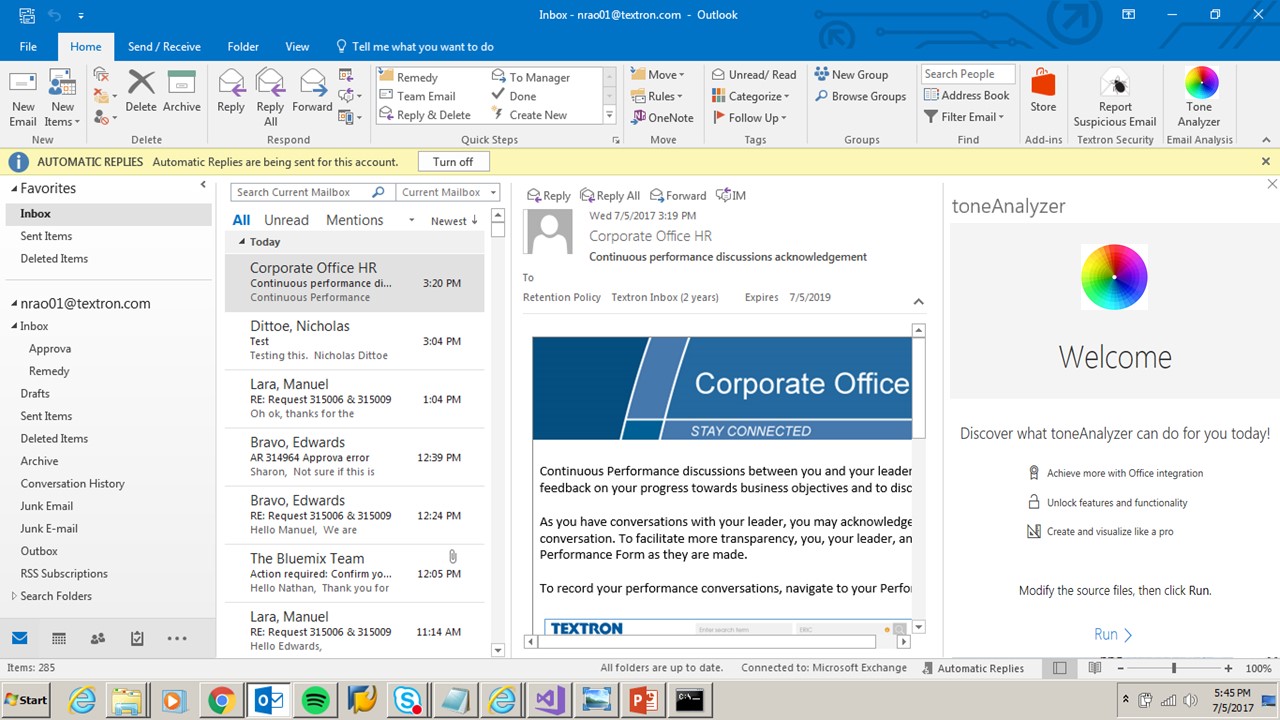 Inbox - nrao01@textron.com - Outlook
File Home Send / Receive Folder View Tell me what you want to do
New Email
New Items
New
Delete
Archive
Delete
Reply
Reply All
Forward
Respond
Remedy
Team Email
Reply & Delete
To Manager
Done
Create New
Quick Steps
Move
Rules
OneNote
Move
Unread/ Read
Categorize
Follow Up
Tags
New Group
Browse Groups
Groups
Search People
Address Book
Filter Email
Find
Store
Add-ins
Report Suspicious Email
Textron Security
Tone Analyzer
Email Analysis
AUTOMATIC REPLIES Automatic Replies are being sent for this account. Turn off
Favorites
Inbox
Sent Items
Deleted Items
nrao01@textron.com
Inbox
Approva
Remedy
Drafts
Sent Items
Deleted Items
Archive
Conversation History
Junk Email
Junk E-mail
Outbox
RSS Subscriptions
Search Folders
Search Current Mailbox Current Mailbox
All Unread Mentions Newest
Today
Corporate Office HR
Continuous performance di... 3:20 PM
Continuous Performance
Dittoe, Nicholas
Test 3:04 PM
Testing this. Nicholas Dittoe
Lara, Manuel
RE: Request 315006 & 315009 1:04 PM
Oh ok, thanks for the
Bravo, Edwards
AR 314964 Approva error 12:39 PM
Sharon, Not sure if this is
Bravo, Edwards
RE: Request 315006 & 315009 12:24 PM
Hello Manuel, We are
The Bluemix Team
Action required: Confirm yo... 12:05 PM
Hello Nathan, Thank you for
Lara, Manuel
RE: Request 315006 & 315009 11:14 AM
Hello Edwards,
Reply Reply All Forward IM
Wed 7/5/2017 3:19 PM
Corporate Office HR
Continuous performance discussions acknowledgement
To
Retention Policy Textron Inbox (2 years) Expires 7/5/2019
Corporate Office
STAY CONNECTED
Continuous Performance discussions between you and your leader
feedback on your progress towards business objectives and to disc
As you have conversations with your leader, you may acknowledge
conversation. To facilitate more transparency, you, your leader, an
Performance Form as they are made.
To record your performance conversations, navigate to your Perfo
TEXTRON Enter search item
toneAnalyzer
Welcome
Discover what toneAnalyzer can do for you today!
Achieve more with Office integration
Unlock features and functionality
Create and visualize like a pro
Modify the source files, then click Run.
Run
Items: 285 All folders are up to date. Connected to: Microsoft Exchange Automatic Replies 100%
Start
5:45 PM
7/5/2017